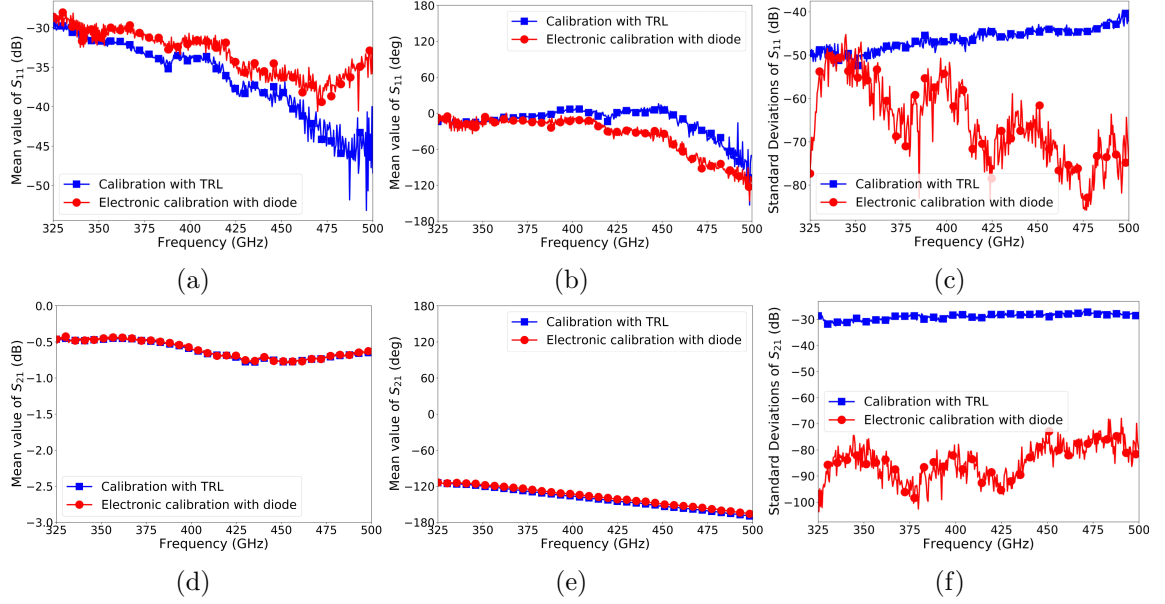 −30
−35
−40
−45
−50
325 350 375 400 425 450 475 500
Mean value of S11 (dB)
Frequency (GHz)
Calibration with TRL
Electronic calibration with diode
(a)
180
120
60
0
−60
−120
−180
325 350 375 400 425 450 475 500
Mean value of S11 (deg)
Frequency (GHz)
Calibration with TRL
Electronic calibration with diode
(b)
−40
−50
−60
−70
−80
325 350 375 400 425 450 475 500
Standard Deviations of S11 (dB)
Frequency (GHz)
Calibration with TRL
Electronic calibration with diode
(c)
0.0
−0.5
−1.0
−1.5
−2.0
−2.5
−3.0
325 350 375 400 425 450 475 500
Mean value of S21 (dB)
Frequency (GHz)
Calibration with TRL
Electronic calibration with diode
(d)
180
120
60
0
−60
−120
−180
325 350 375 400 425 450 475 500
Mean value of S21 (deg)
Frequency (GHz)
Calibration with TRL
Electronic calibration with diode
(e)
−30
−40
−50
−60
−70
−80
−90
−100
325 350 375 400 425 450 475 500
Standard Deviations of S21 (dB)
Frequency (GHz)
Calibration with TRL
Electronic calibration with diode
(f)